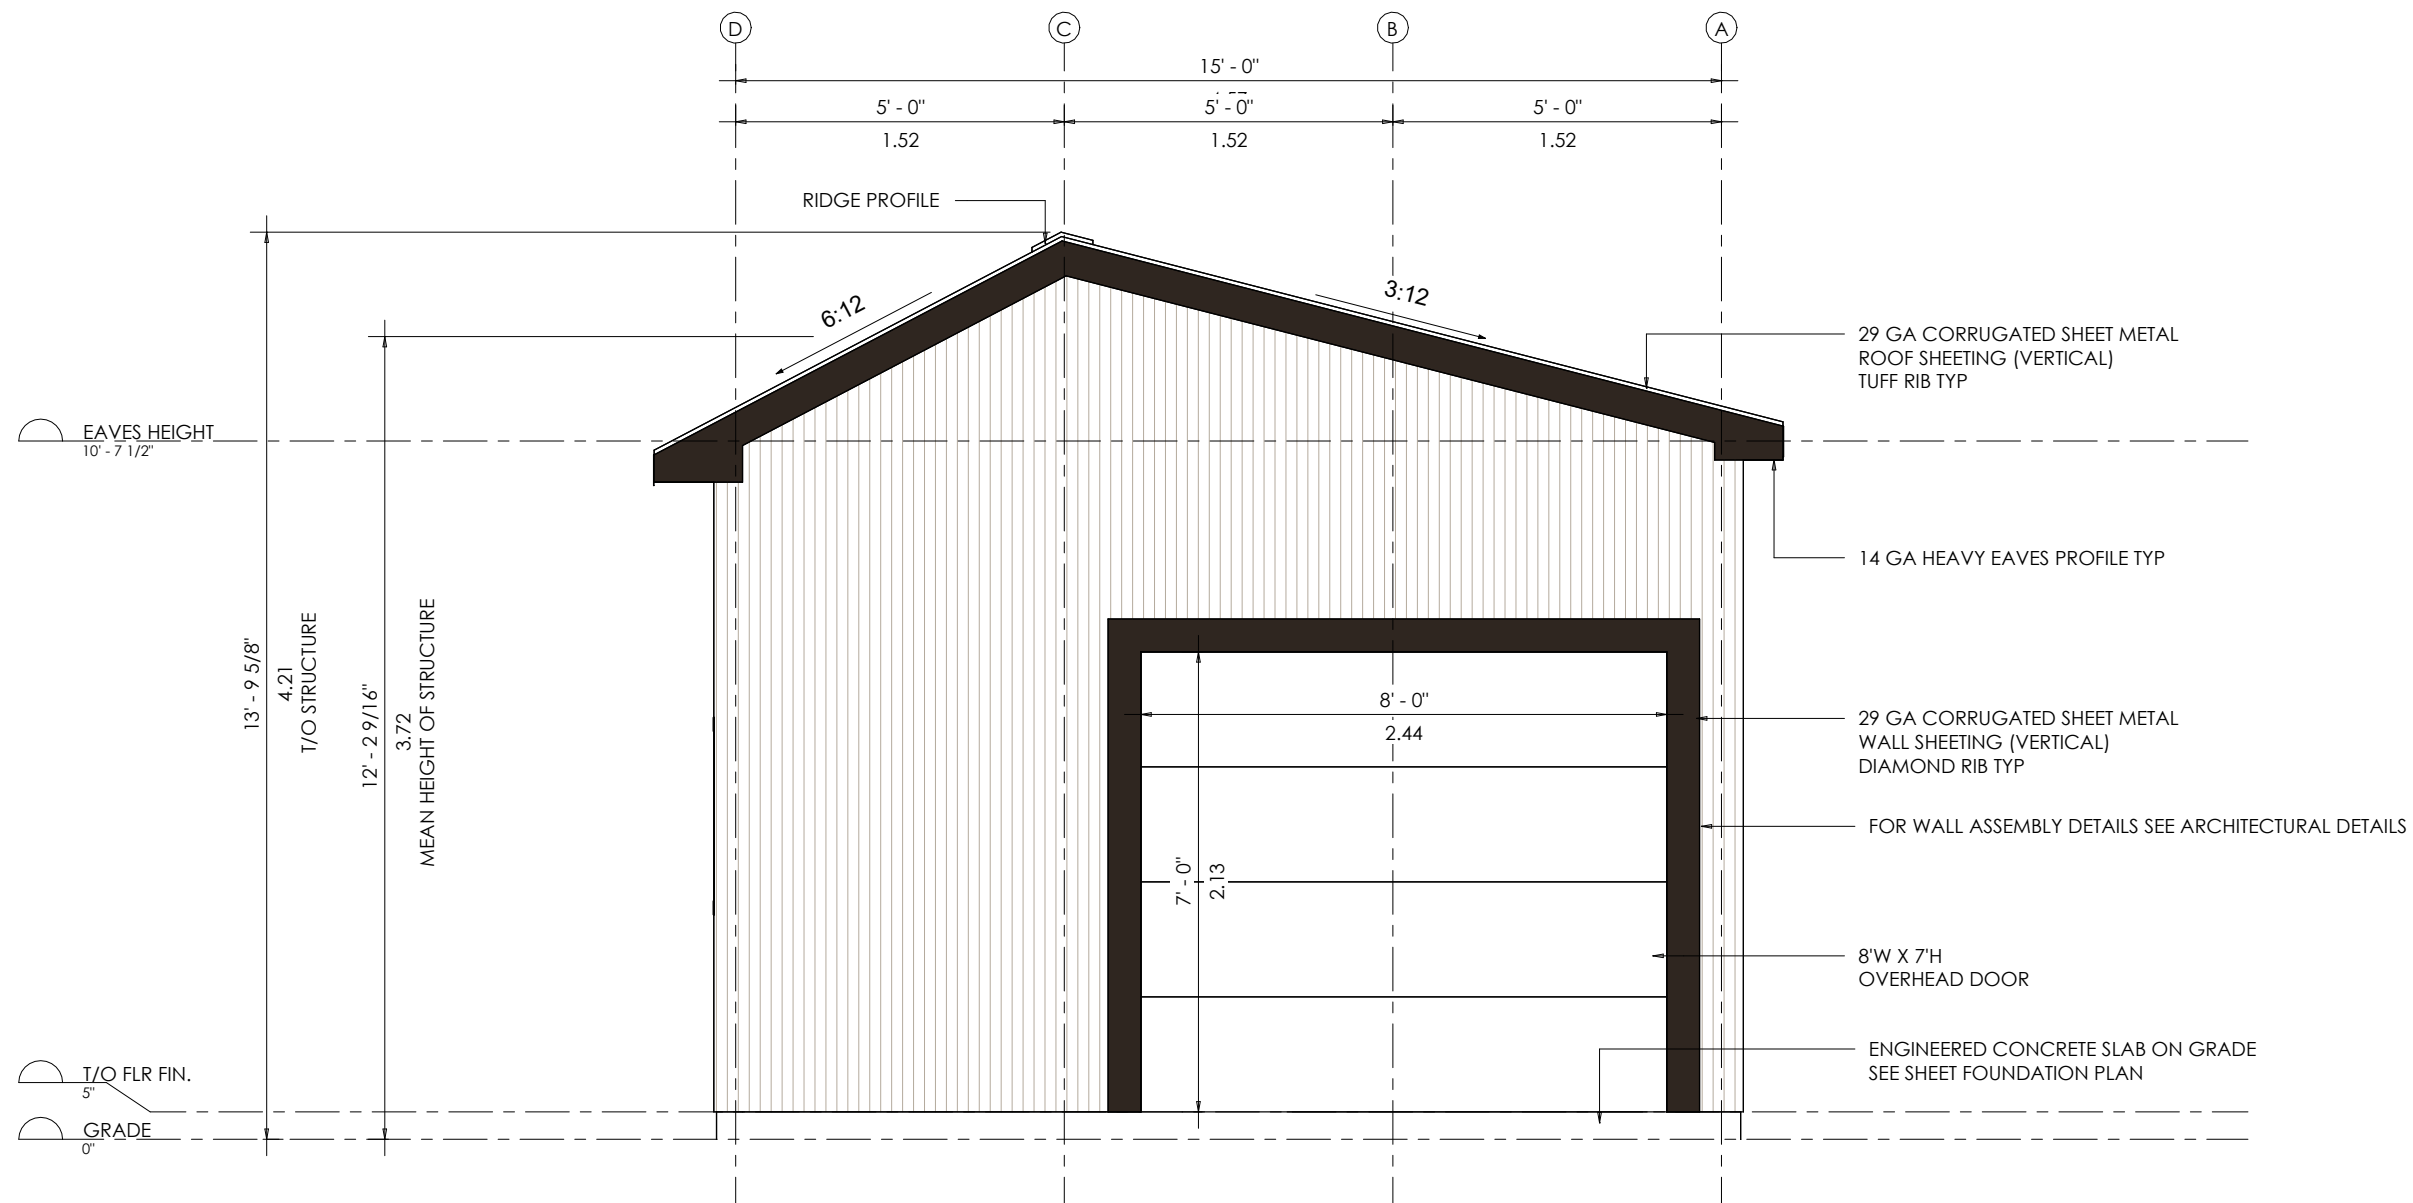 D
C
B
A
15' - 0"
5' - 0"
5' - 0"
5' - 0"
1.52
1.52
1.52
RIDGE PROFILE
6:12
3:12
29 GA CORRUGATED SHEET METAL
ROOF SHEETING (VERTICAL)
TUFF RIB TYP
EAVES HEIGHT
10' - 7 1/2"
14 GA HEAVY EAVES PROFILE TYP
13' - 9 5/8"
4.21
T/O STRUCTURE
12' - 2 9/16"
3.72
MEAN HEIGHT OF STRUCTURE
8' - 0"
2.44
29 GA CORRUGATED SHEET METAL
WALL SHEETING (VERTICAL)
DIAMOND RIB TYP
FOR WALL ASSEMBLY DETAILS SEE ARCHITECTURAL DETAILS
7' - 0"
2.13
8'W X 7'H
OVERHEAD DOOR
ENGINEERED CONCRETE SLAB ON GRADE
SEE SHEET FOUNDATION PLAN
T/O FLR FIN.
5"
GRADE
0"